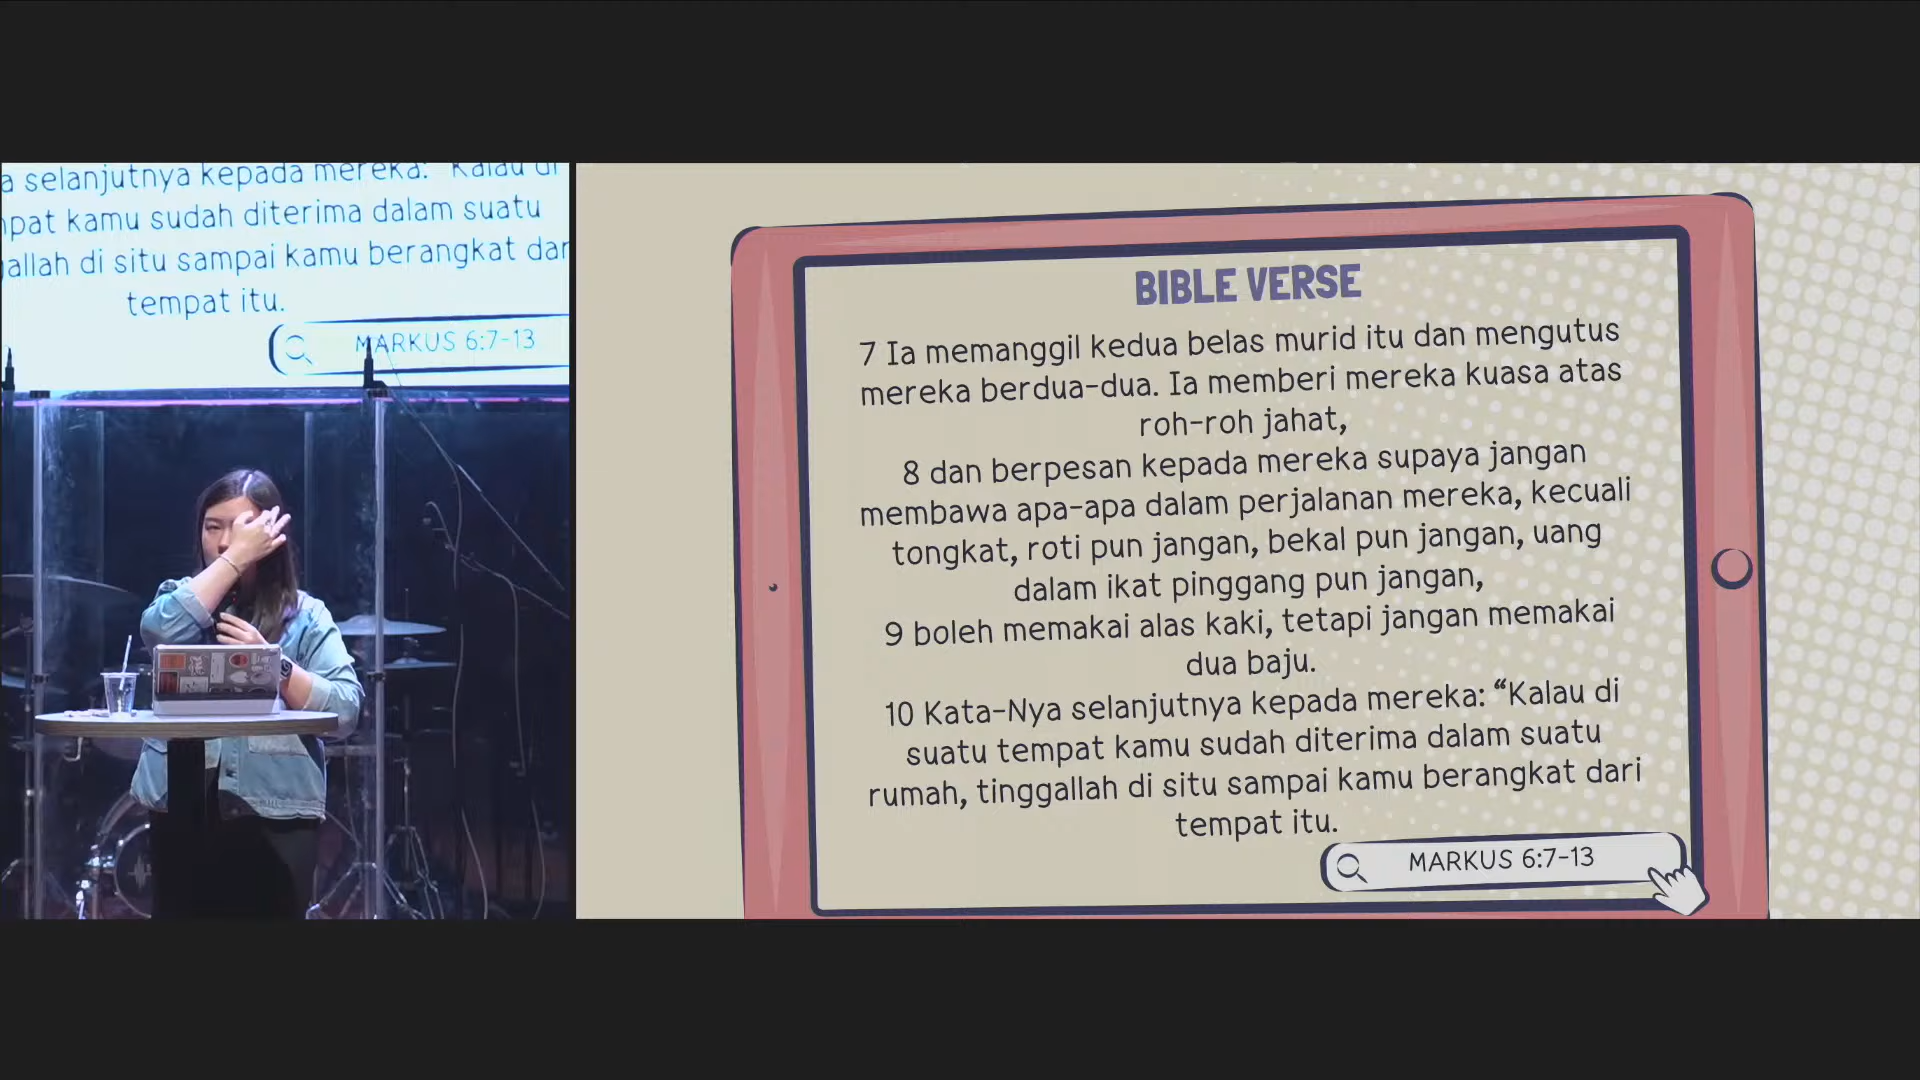 a selanjutnya kepada mereka: "Kalau di
pat kamu sudah diterima dalam suatu
gallah di situ sampai kamu berangkat dar
tempat itu.
MARKUS 6:7-13
BIBLE VERSE
7 Ia memanggil kedua belas murid itu dan mengutus
mereka berdua-dua. Ia memberi mereka kuasa atas
roh-roh jahat,
8 dan berpesan kepada mereka supaya jangan
membawa apa-apa dalam perjalanan mereka, kecuali
tongkat, roti pun jangan, bekal pun jangan, uang
dalam ikat pinggang pun jangan,
9 boleh memakai alas kaki, tetapi jangan memakai
dua baju.
10 Kata-Nya selanjutnya kepada mereka: “Kalau di
suatu tempat kamu sudah diterima dalam suatu
rumah, tinggallah di situ sampai kamu berangkat dari
tempat itu.
MARKUS 6:7-13